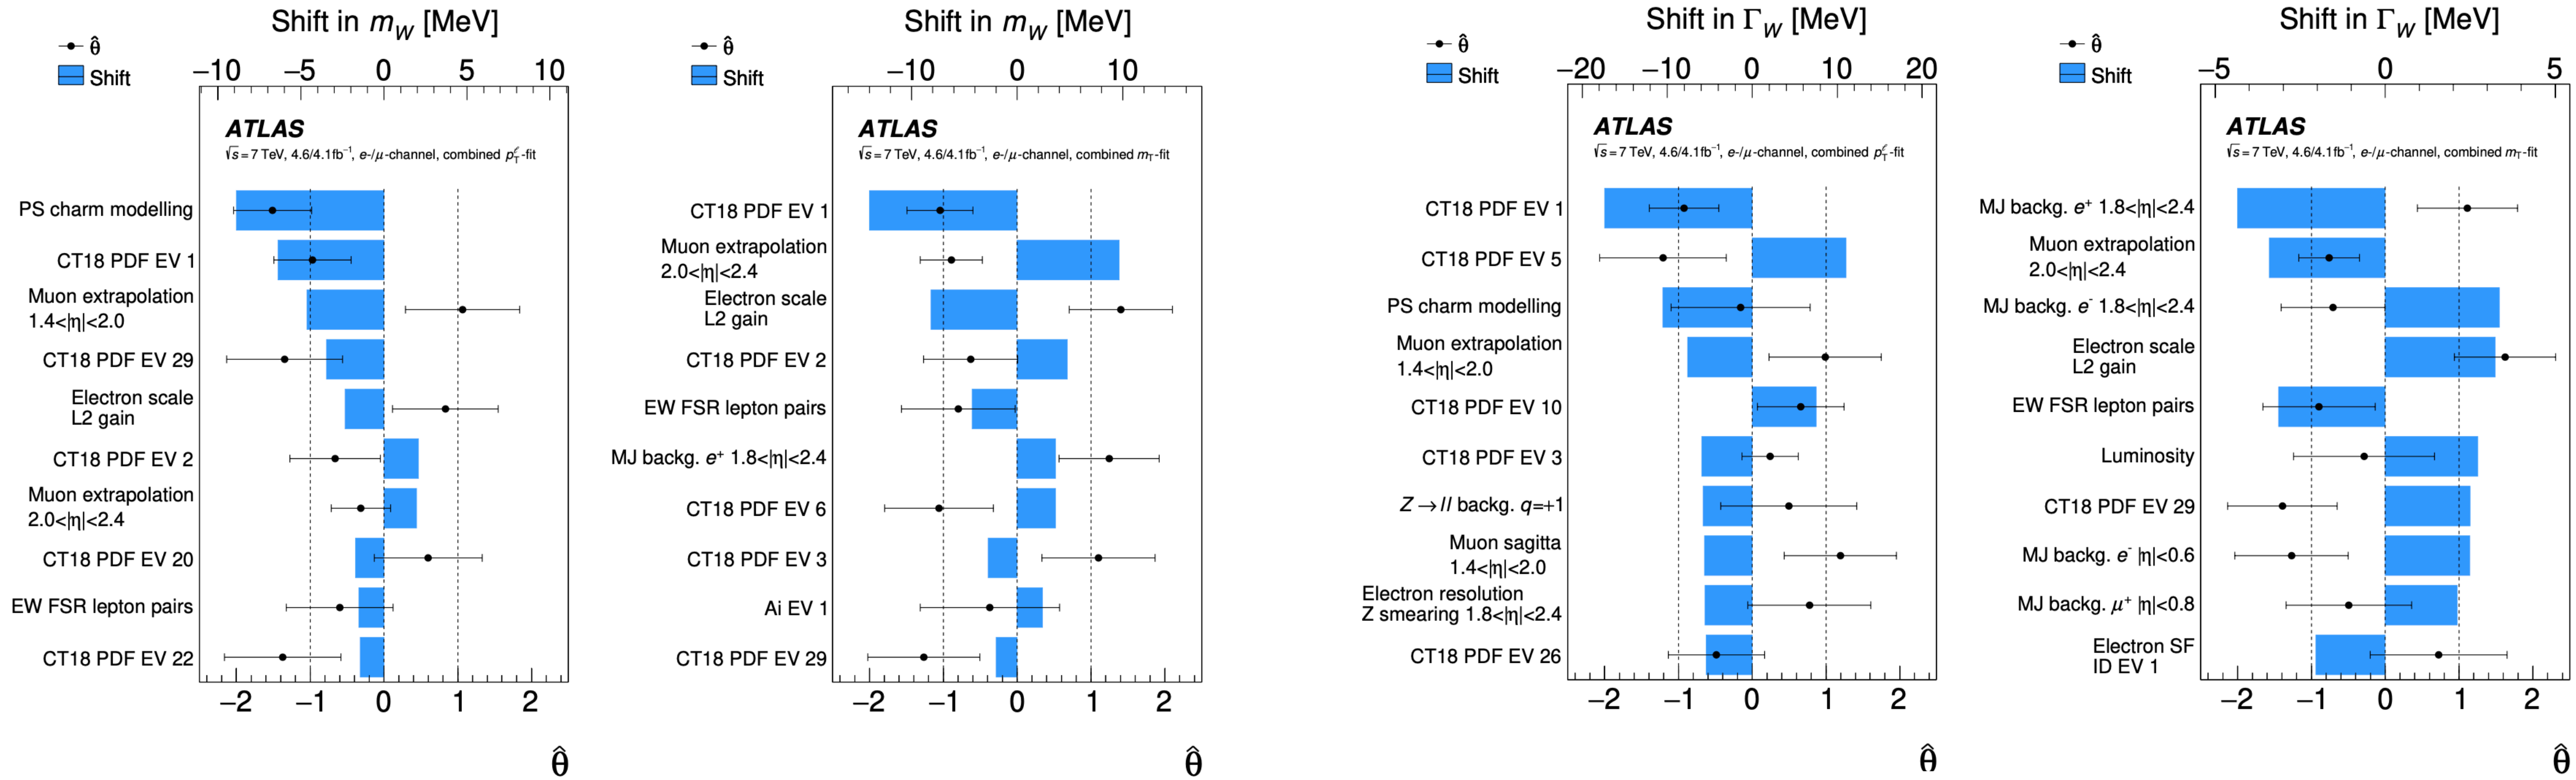 Shift in m_W [MeV]
θ̂
Shift
−10 −5 0 5 10
ATLAS
√s = 7 TeV, 4.6/4.1fb⁻¹, e-/μ-channel, combined p_T^ℓ-fit
PS charm modelling
CT18 PDF EV 1
Muon extrapolation
1.4<|η|<2.0
CT18 PDF EV 29
Electron scale
L2 gain
CT18 PDF EV 2
Muon extrapolation
2.0<|η|<2.4
CT18 PDF EV 20
EW FSR lepton pairs
CT18 PDF EV 22
−2 −1 0 1 2
θ̂
Shift in m_W [MeV]
θ̂
Shift
−10 0 10
ATLAS
√s = 7 TeV, 4.6/4.1fb⁻¹, e-/μ-channel, combined m_T-fit
CT18 PDF EV 1
Muon extrapolation
2.0<|η|<2.4
Electron scale
L2 gain
CT18 PDF EV 2
EW FSR lepton pairs
MJ backg. e⁺ 1.8<|η|<2.4
CT18 PDF EV 6
CT18 PDF EV 3
Ai EV 1
CT18 PDF EV 29
−2 −1 0 1 2
θ̂
Shift in Γ_W [MeV]
θ̂
Shift
−20 −10 0 10 20
ATLAS
√s = 7 TeV, 4.6/4.1fb⁻¹, e-/μ-channel, combined p_T^ℓ-fit
CT18 PDF EV 1
CT18 PDF EV 5
PS charm modelling
Muon extrapolation
1.4<|η|<2.0
CT18 PDF EV 10
CT18 PDF EV 3
Z →ll backg. q=+1
Muon sagitta
1.4<|η|<2.0
Electron resolution
Z smearing 1.8<|η|<2.4
CT18 PDF EV 26
−2 −1 0 1 2
θ̂
Shift in Γ_W [MeV]
θ̂
Shift
−5 0 5
ATLAS
√s = 7 TeV, 4.6/4.1fb⁻¹, e-/μ-channel, combined m_T-fit
MJ backg. e⁺ 1.8<|η|<2.4
Muon extrapolation
2.0<|η|<2.4
MJ backg. e⁻ 1.8<|η|<2.4
Electron scale
L2 gain
EW FSR lepton pairs
Luminosity
CT18 PDF EV 29
MJ backg. e⁻ |η|<0.6
MJ backg. μ⁺ |η|<0.8
Electron SF
ID EV 1
−2 −1 0 1 2
θ̂